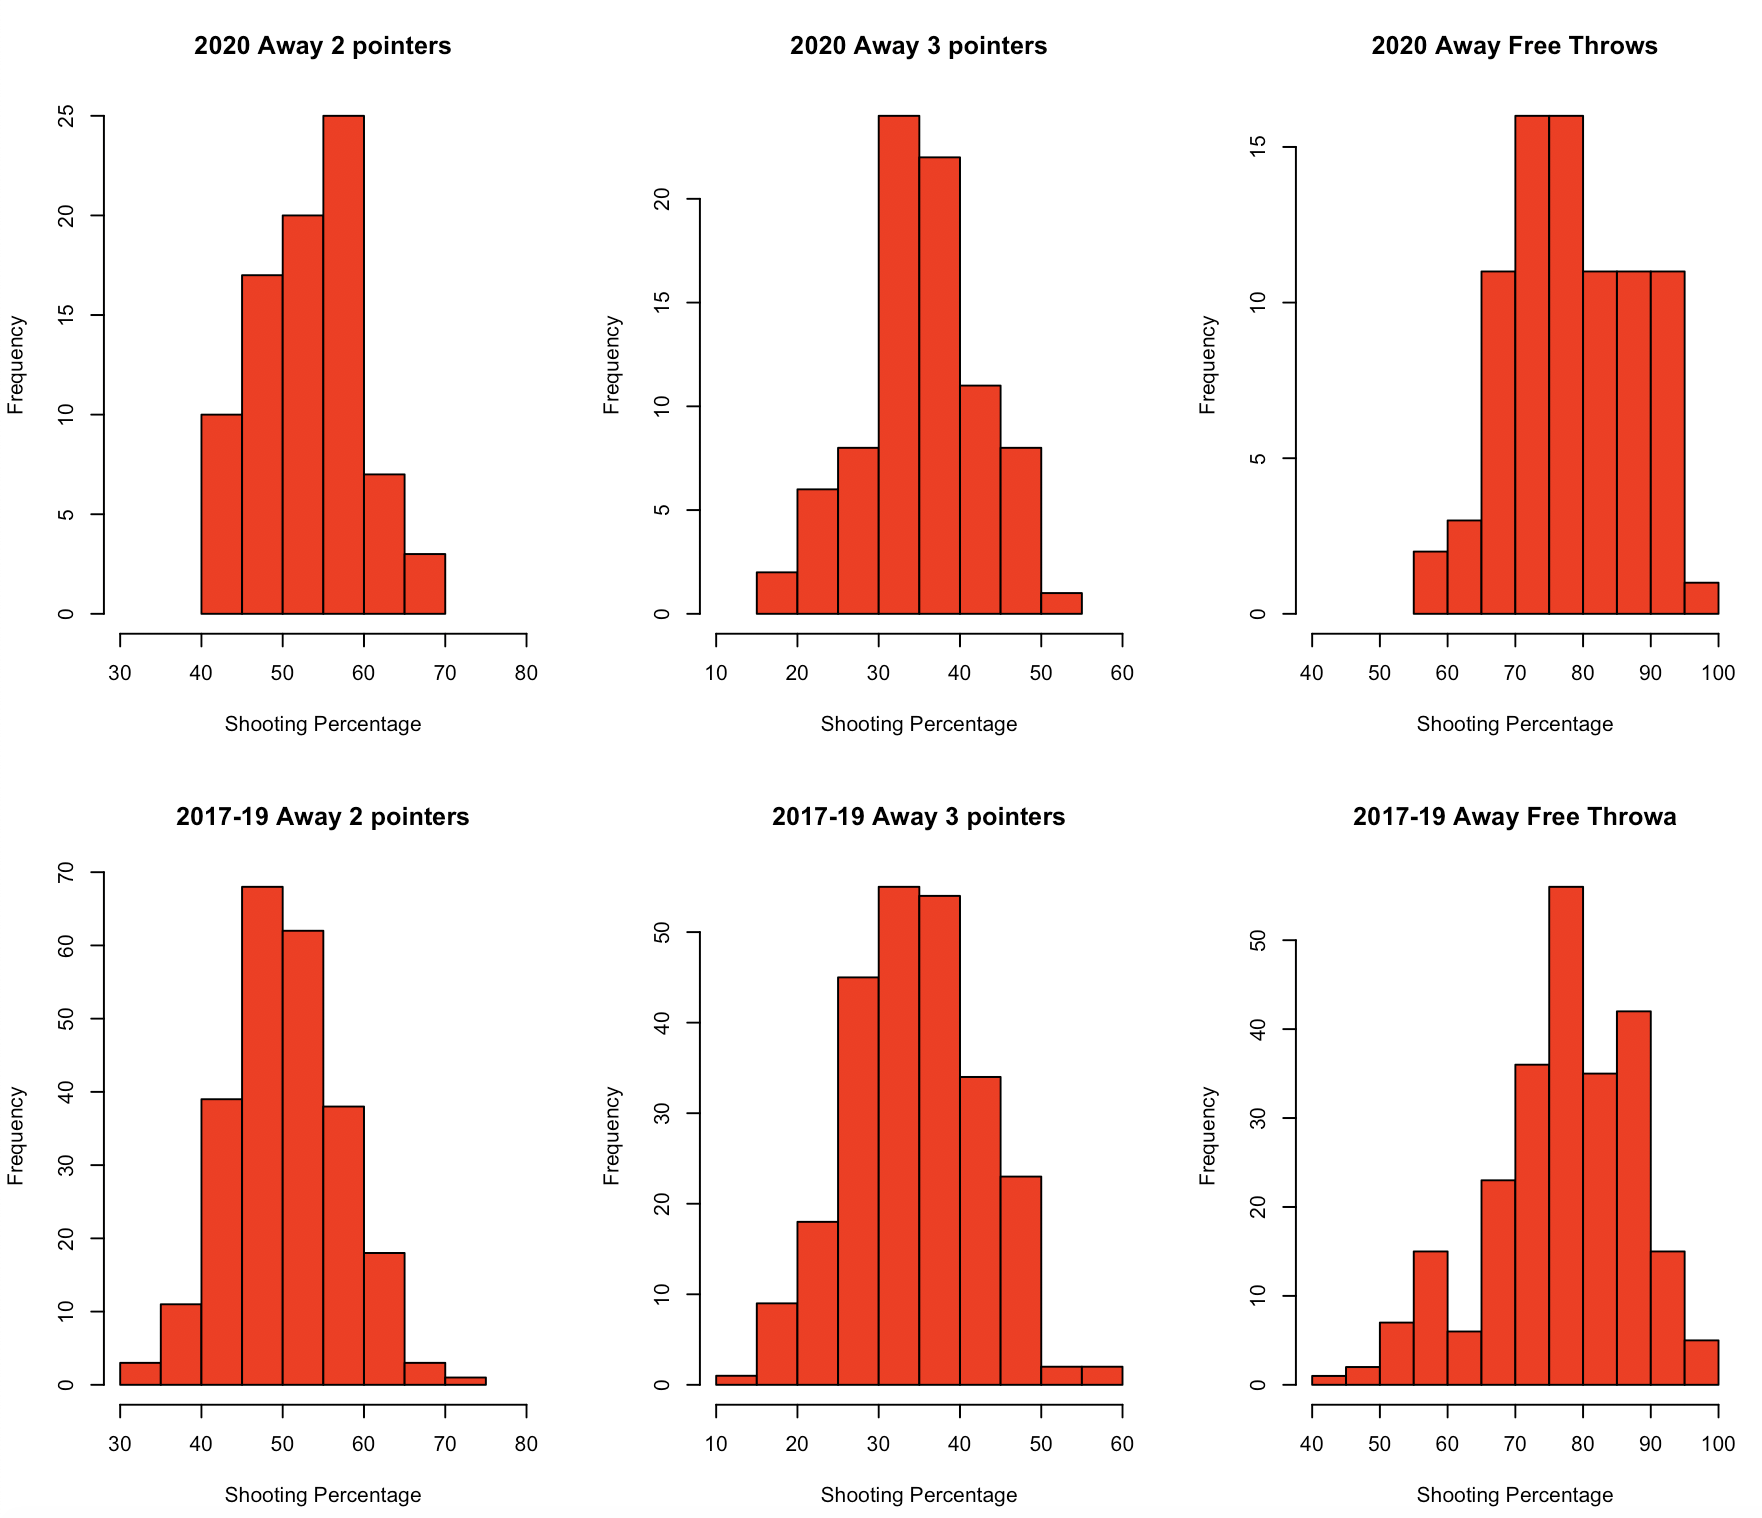 2020 Away 2 pointers
Frequency
0 5 10 15 20 25
30 40 50 60 70 80
Shooting Percentage
2020 Away 3 pointers
Frequency
0 5 10 15 20
10 20 30 40 50 60
Shooting Percentage
2020 Away Free Throws
Frequency
0 5 10 15
40 50 60 70 80 90 100
Shooting Percentage
2017-19 Away 2 pointers
Frequency
0 10 20 30 40 50 60 70
30 40 50 60 70 80
Shooting Percentage
2017-19 Away 3 pointers
Frequency
0 10 20 30 40 50
10 20 30 40 50 60
Shooting Percentage
2017-19 Away Free Throwa
Frequency
0 10 20 30 40 50
40 50 60 70 80 90 100
Shooting Percentage